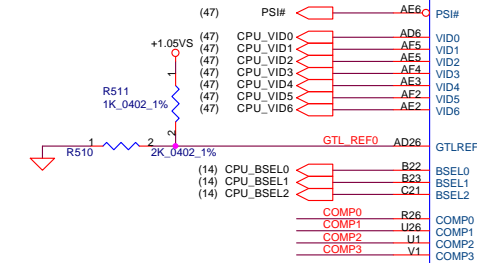 (47) PSI# AE6 PSI#
+1.05VS
(47) CPU_VID0 AD6 VID0
(47) CPU_VID1 AF5 VID1
(47) CPU_VID2 AE5 VID2
(47) CPU_VID3 AF4 VID3
(47) CPU_VID4 AE3 VID4
(47) CPU_VID5 AF2 VID5
(47) CPU_VID6 AE2 VID6
1
R511
1K_0402_1%
2
GTL_REF0 AD26 GTLREF
1 2
R510 2K_0402_1%
(14) CPU_BSEL0 B22 BSEL0
(14) CPU_BSEL1 B23 BSEL1
(14) CPU_BSEL2 C21 BSEL2
COMP0 R26 COMP0
COMP1 U26 COMP1
COMP2 U1 COMP2
COMP3 V1 COMP3